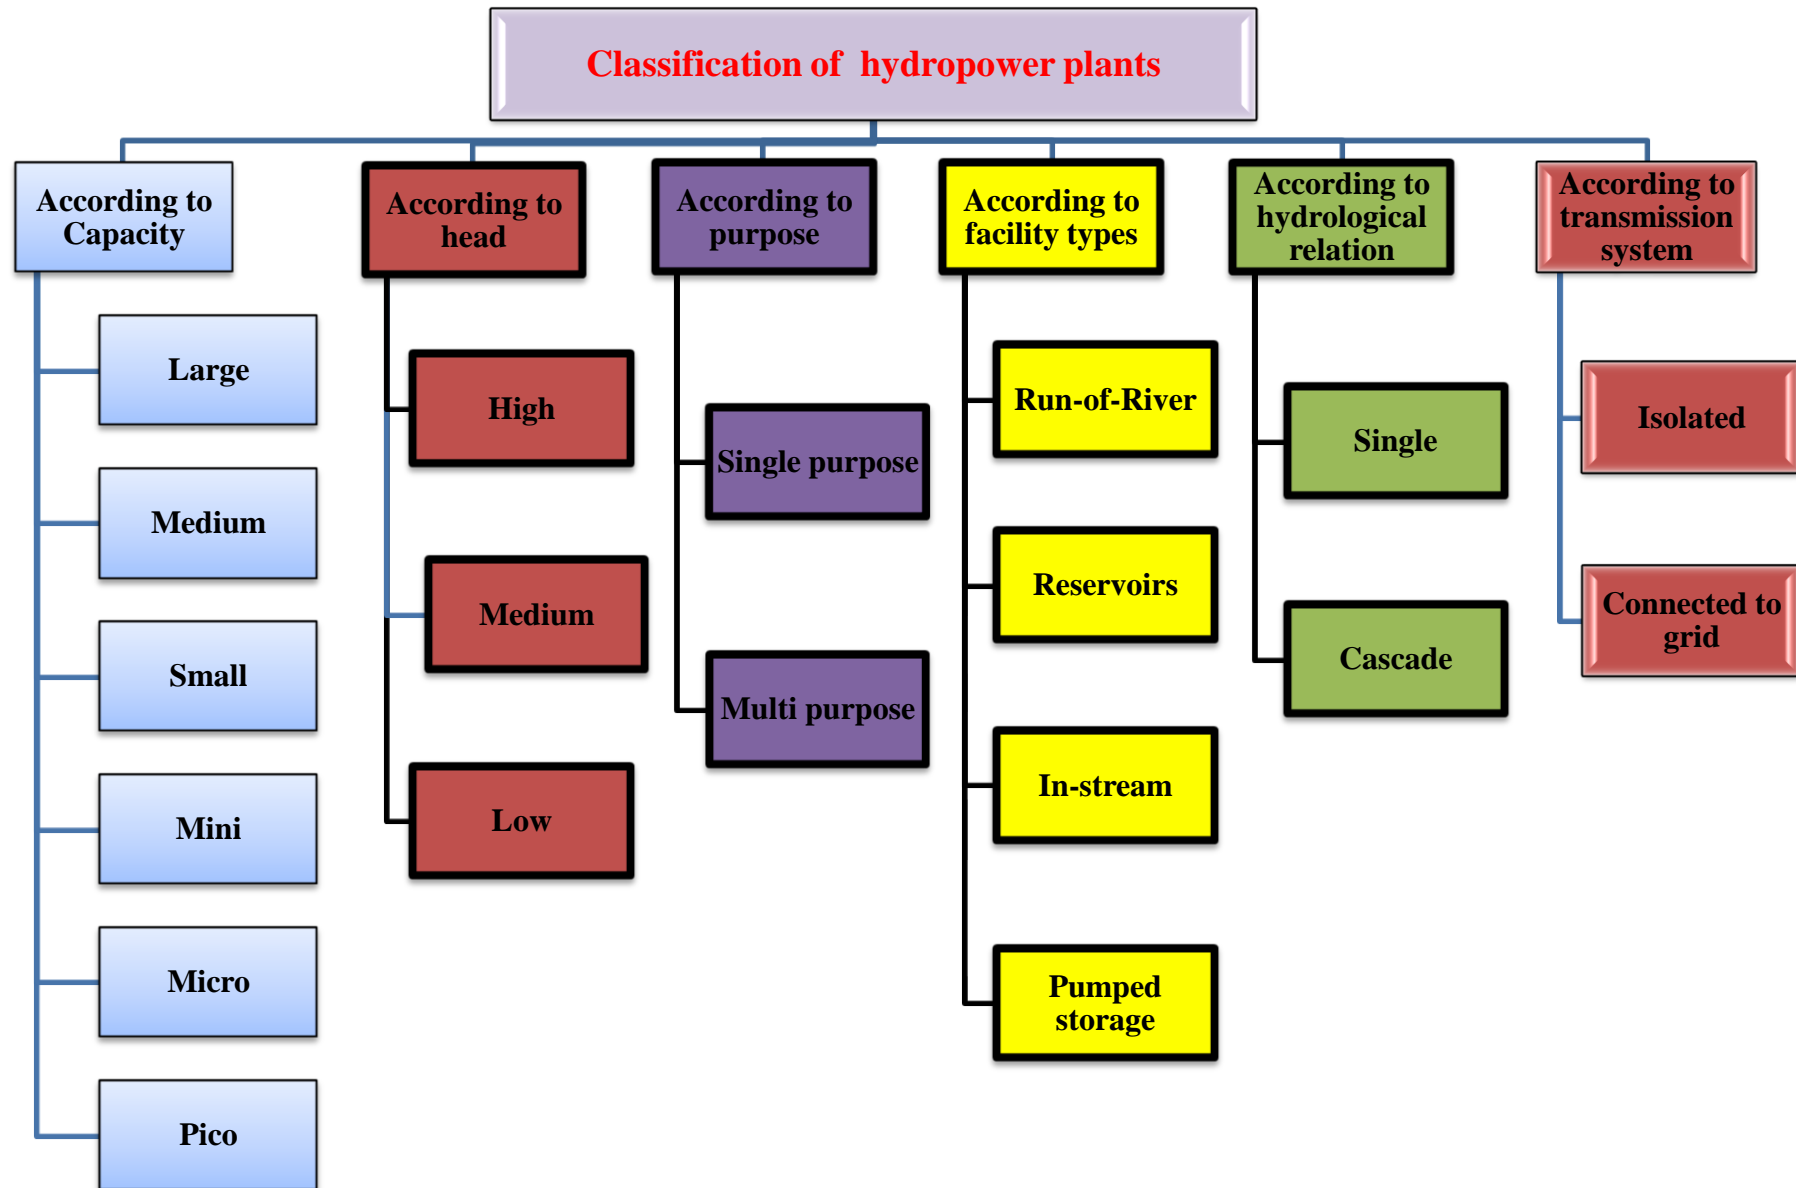 Classification of hydropower plants
According to
Capacity
Large
Medium
Small
Mini
Micro
Pico
According to
head
High
Medium
Low
According to
purpose
Single purpose
Multi purpose
According to
facility types
Run-of-River
Reservoirs
In-stream
Pumped
storage
According to
hydrological
relation
Single
Cascade
According to
transmission
system
Isolated
Connected to
grid